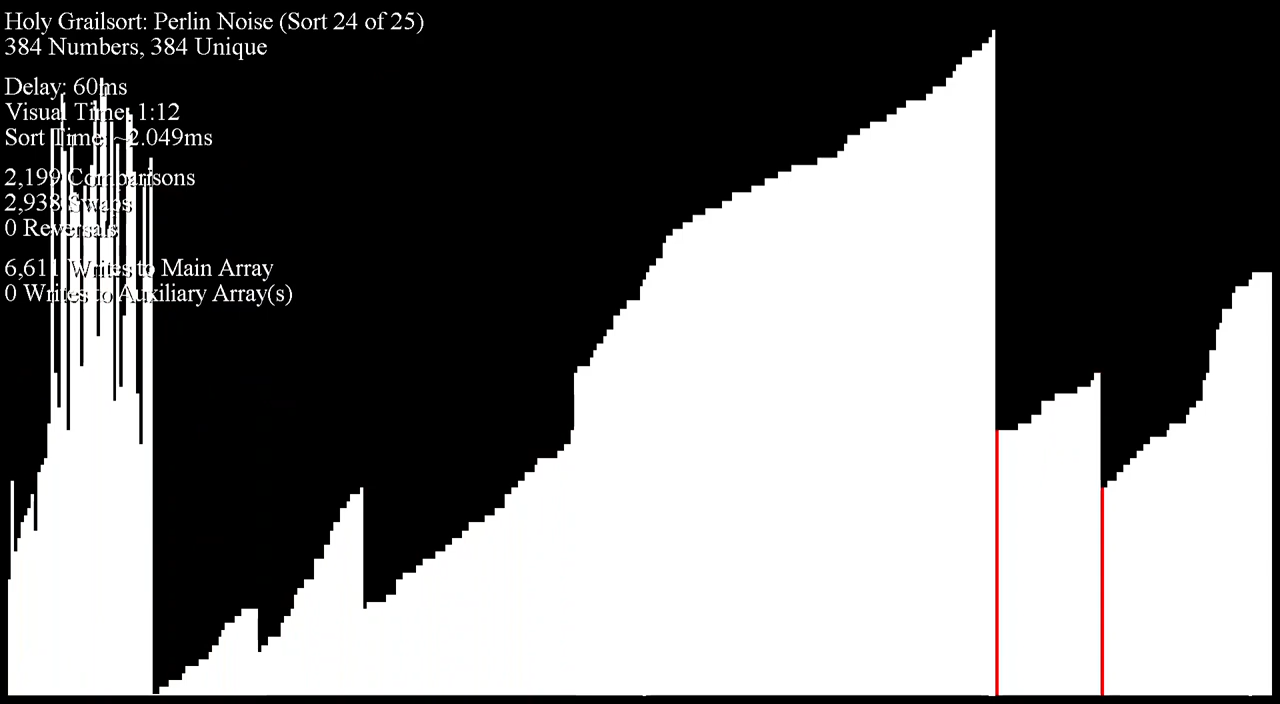 Holy Grailsort: Perlin Noise (Sort 24 of 25)
384 Numbers, 384 Unique
Delay: 60ms
Visual Time: 1:12
Sort Time: ~2.049ms
2,199 Comparisons
2,938 Swaps
0 Reversals
6,611 Writes to Main Array
0 Writes to Auxiliary Array(s)